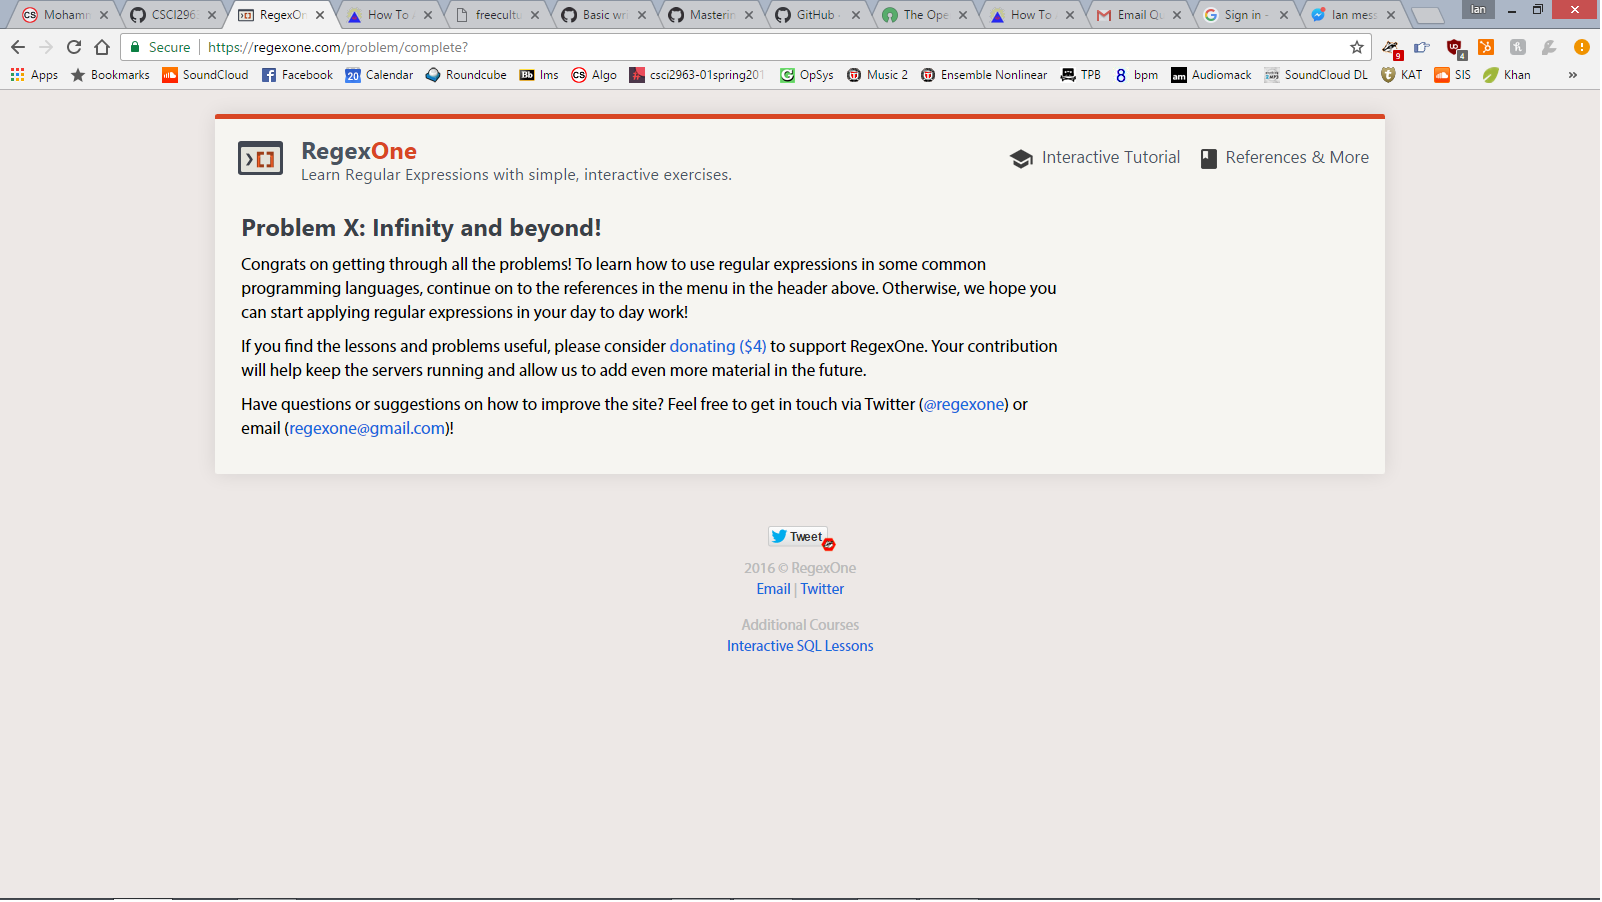 Mohamm
CSCI296
RegexOn
How To
freecultu
Basic wri
Masterin
GitHub
The Ope
How To
Email Qu
Sign in -
Ian mess
Ian
Secure
https://regexone.com/problem/complete?
9
4
Apps
Bookmarks
SoundCloud
Facebook
Calendar
Roundcube
lms
Algo
csci2963-01spring201
OpSys
Music 2
Ensemble Nonlinear
TPB
bpm
Audiomack
SoundCloud DL
KAT
SIS
Khan
»
RegexOne
Learn Regular Expressions with simple, interactive exercises.
Interactive Tutorial
References & More
Problem X: Infinity and beyond!
Congrats on getting through all the problems! To learn how to use regular expressions in some common
programming languages, continue on to the references in the menu in the header above. Otherwise, we hope you
can start applying regular expressions in your day to day work!
If you find the lessons and problems useful, please consider donating ($4) to support RegexOne. Your contribution
will help keep the servers running and allow us to add even more material in the future.
Have questions or suggestions on how to improve the site? Feel free to get in touch via Twitter (@regexone) or
email (regexone@gmail.com)!
Tweet
2016 © RegexOne
Email | Twitter
Additional Courses
Interactive SQL Lessons